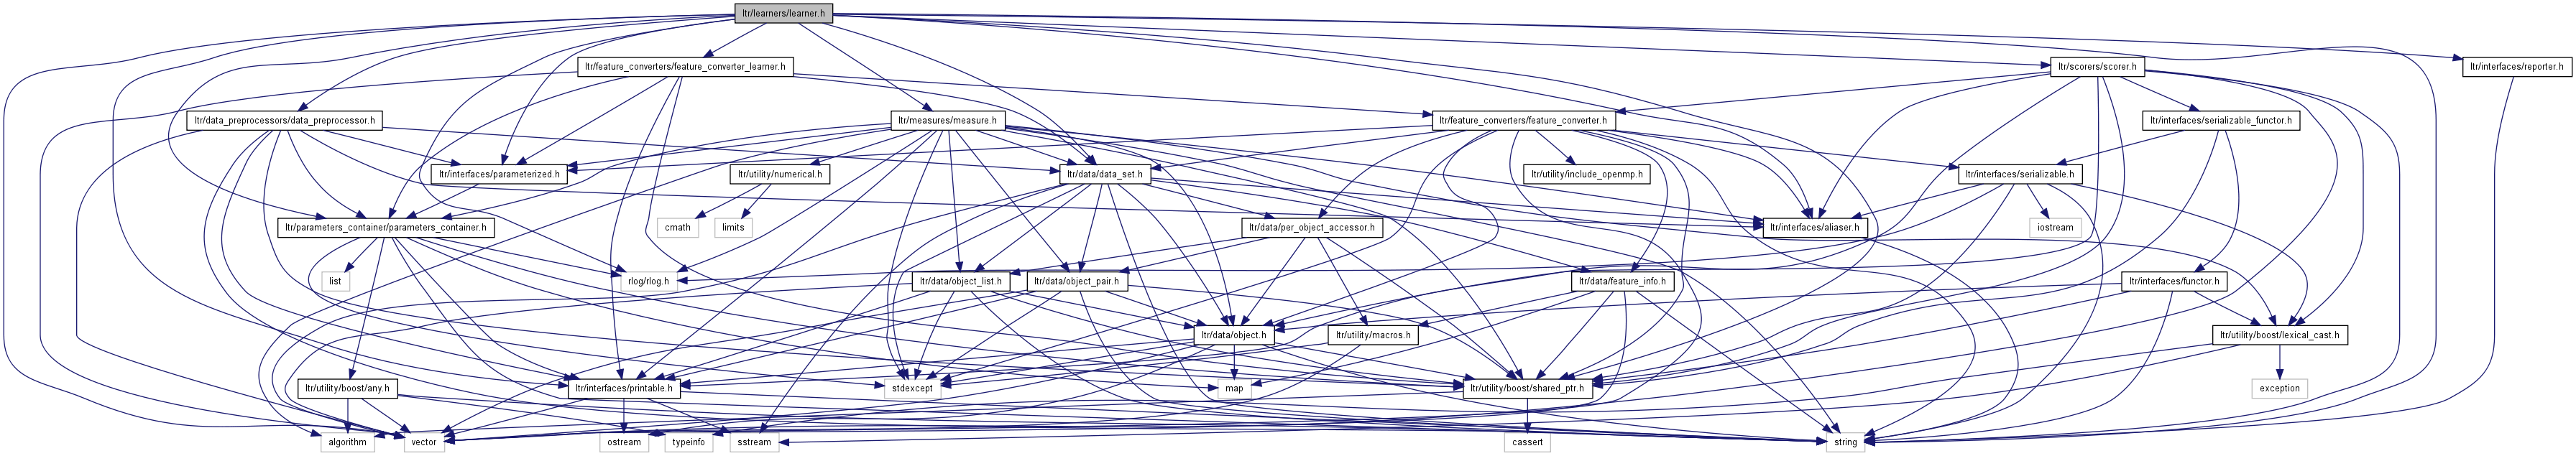 ltr/learners/learner.h
ltr/feature_converters/feature_converter_learner.h
ltr/scorers/scorer.h
ltr/interfaces/reporter.h
ltr/data_preprocessors/data_preprocessor.h
ltr/measures/measure.h
ltr/feature_converters/feature_converter.h
ltr/interfaces/serializable_functor.h
ltr/interfaces/parameterized.h
ltr/utility/numerical.h
ltr/data/data_set.h
ltr/utility/include_openmp.h
ltr/interfaces/serializable.h
ltr/parameters_container/parameters_container.h
cmath
limits
ltr/data/per_object_accessor.h
ltr/interfaces/aliaser.h
iostream
list
rlog/rlog.h
ltr/data/object_list.h
ltr/data/object_pair.h
ltr/data/feature_info.h
ltr/interfaces/functor.h
ltr/data/object.h
ltr/utility/macros.h
ltr/utility/boost/lexical_cast.h
ltr/utility/boost/any.h
ltr/interfaces/printable.h
stdexcept
map
ltr/utility/boost/shared_ptr.h
exception
algorithm
vector
ostream
typeinfo
sstream
cassert
string